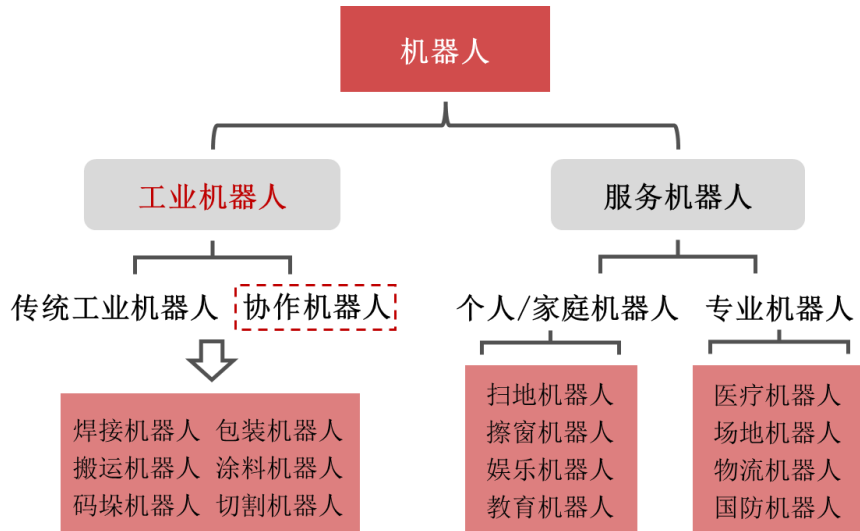 机器人
工业机器人
服务机器人
传统工业机器人
协作机器人
个人/家庭机器人
专业机器人
焊接机器人 包装机器人
搬运机器人 涂料机器人
码垛机器人 切割机器人
扫地机器人
擦窗机器人
娱乐机器人
教育机器人
医疗机器人
场地机器人
物流机器人
国防机器人